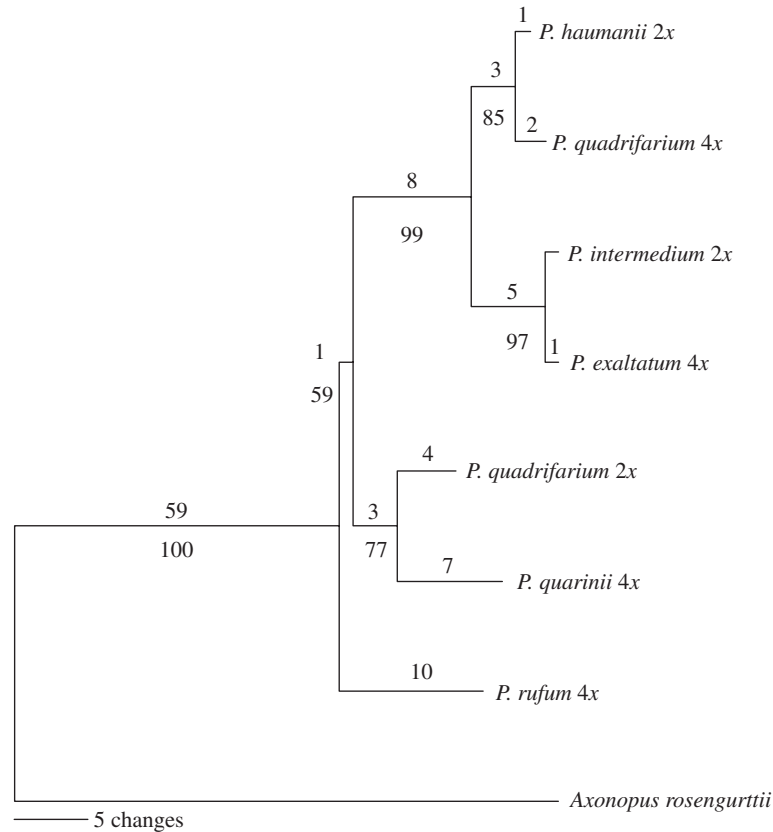 1
P. haumanii 2x
3
85
2
P. quadrifarium 4x
8
99
P. intermedium 2x
5
97
1
P. exaltatum 4x
1
59
4
P. quadrifarium 2x
59
100
3
77
7
P. quarinii 4x
10
P. rufum 4x
Axonopus rosengurttii
5 changes